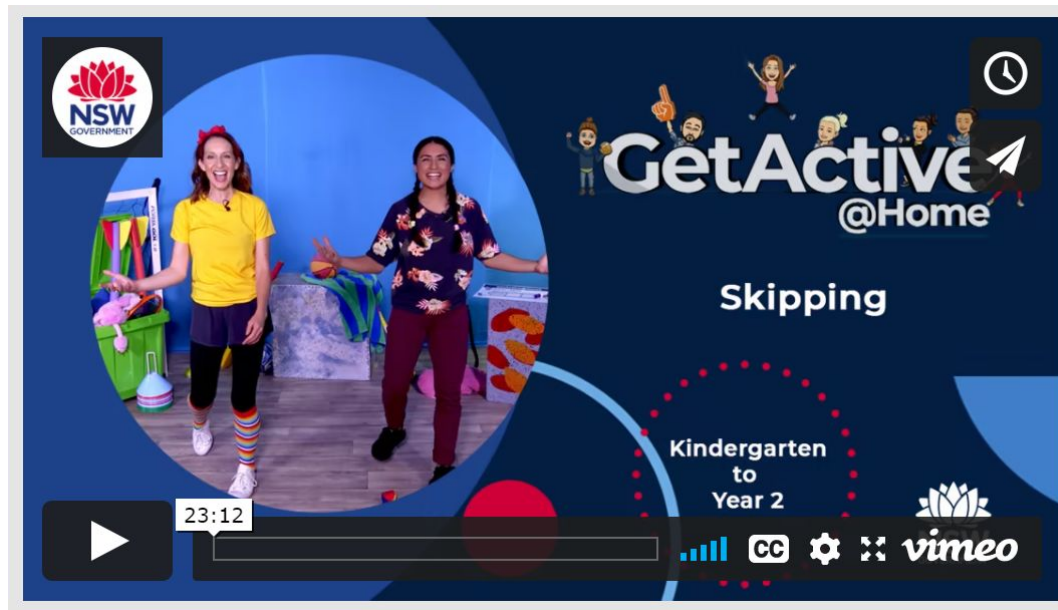 NSW
GOVERNMENT
GetActive
@Home
Skipping
Kindergarten
to
Year 2
23:12
CC
vimeo